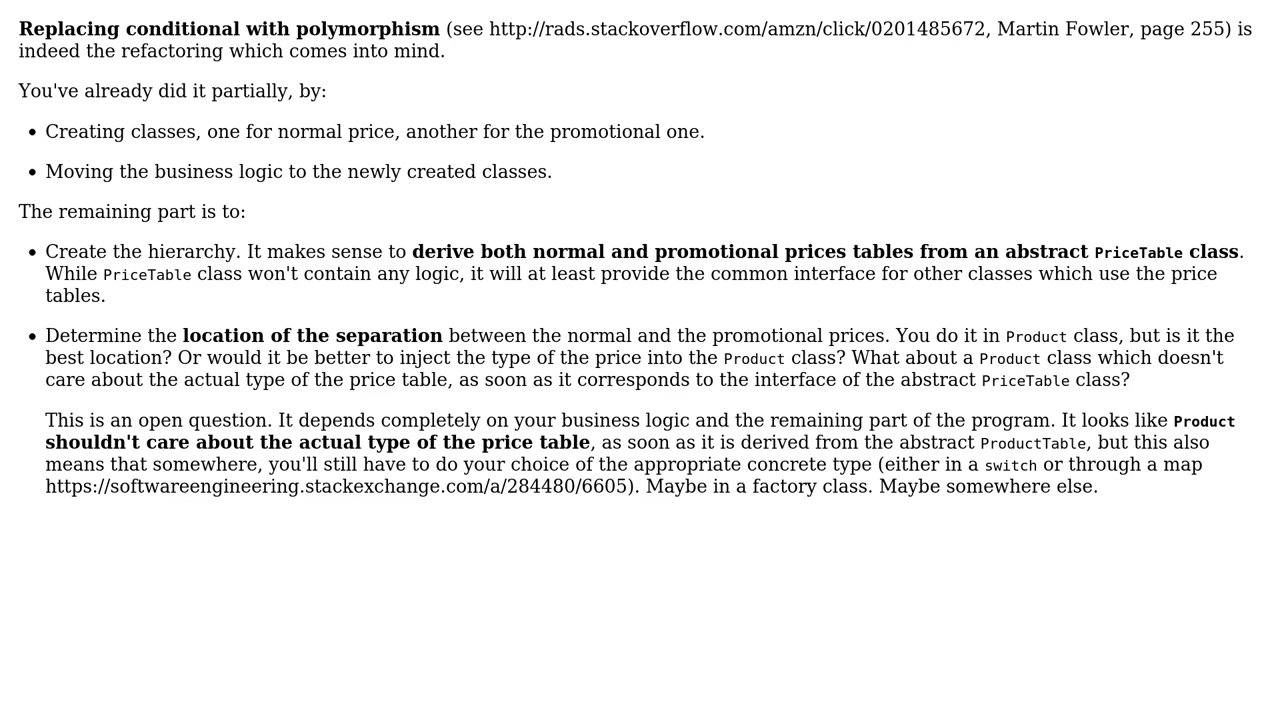 Replacing conditional with polymorphism (see http://rads.stackoverflow.com/amzn/click/0201485672, Martin Fowler, page 255) is
indeed the refactoring which comes into mind.
You've already did it partially, by:
• Creating classes, one for normal price, another for the promotional one.
• Moving the business logic to the newly created classes.
The remaining part is to:
• Create the hierarchy. It makes sense to derive both normal and promotional prices tables from an abstract PriceTable class.
While PriceTable class won't contain any logic, it will at least provide the common interface for other classes which use the price
tables.
• Determine the location of the separation between the normal and the promotional prices. You do it in Product class, but is it the
best location? Or would it be better to inject the type of the price into the Product class? What about a Product class which doesn't
care about the actual type of the price table, as soon as it corresponds to the interface of the abstract PriceTable class?
This is an open question. It depends completely on your business logic and the remaining part of the program. It looks like Product
shouldn't care about the actual type of the price table, as soon as it is derived from the abstract ProductTable, but this also
means that somewhere, you'll still have to do your choice of the appropriate concrete type (either in a switch or through a map
https://softwareengineering.stackexchange.com/a/284480/6605). Maybe in a factory class. Maybe somewhere else.